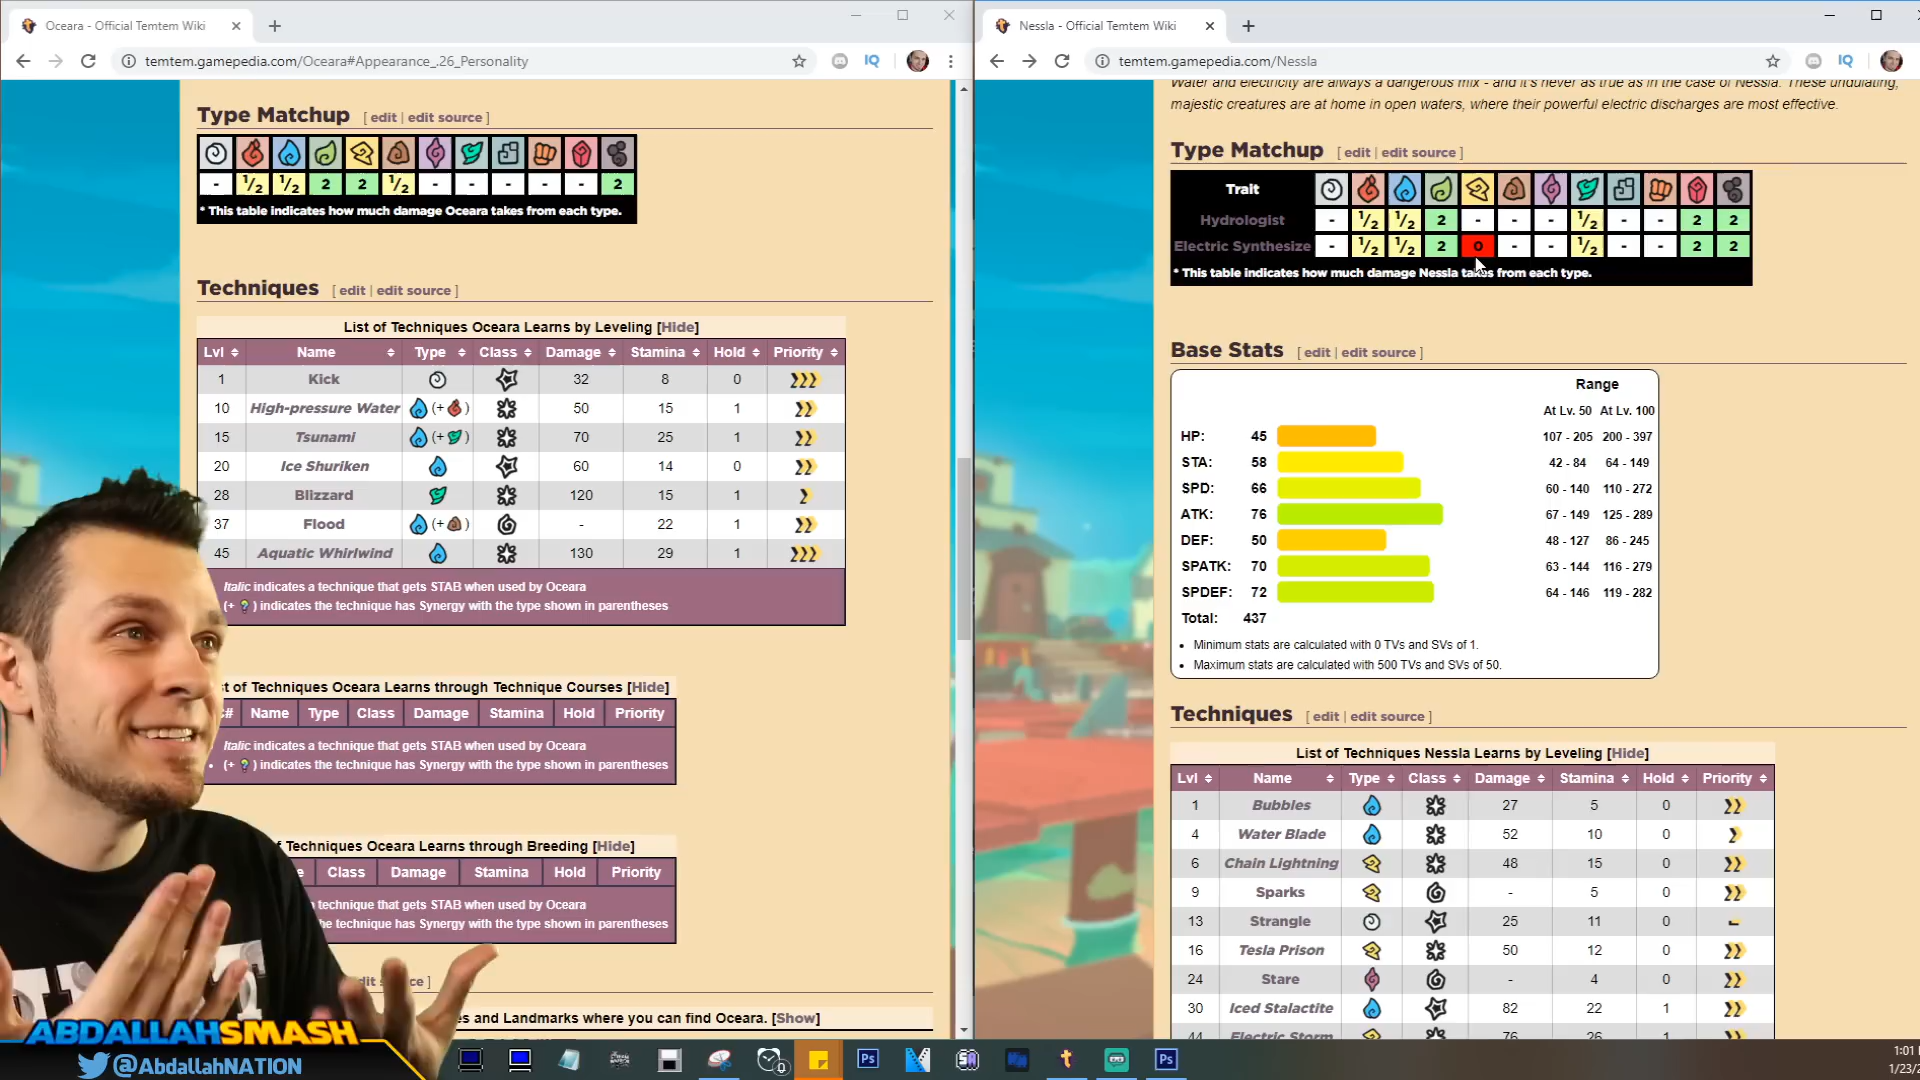 Oceara - Official Temtem Wiki
temtem.gamepedia.com/Oceara#Appearance_.26_Personality
Type Matchup [ edit | edit source ]
- ½ ½ 2 2 ½ - - - - - 2
* This table indicates how much damage Oceara takes from each type.
Techniques [ edit | edit source ]
List of Techniques Oceara Learns by Leveling [Hide]
Lvl Name Type Class Damage Stamina Hold Priority
1 Kick 32 8 0
10 High-pressure Water (+ ) 50 15 1
15 Tsunami (+ ) 70 25 1
20 Ice Shuriken 60 14 0
28 Blizzard 120 15 1
37 Flood (+ ) - 22 1
45 Aquatic Whirlwind 130 29 1
Italic indicates a technique that gets STAB when used by Oceara
(+ ) indicates the technique has Synergy with the type shown in parentheses
st of Techniques Oceara Learns through Technique Courses [Hide]
C# Name Type Class Damage Stamina Hold Priority
Italic indicates a technique that gets STAB when used by Oceara
• (+ ) indicates the technique has Synergy with the type shown in parentheses
f Techniques Oceara Learns through Breeding [Hide]
e Class Damage Stamina Hold Priority
technique that gets STAB when used by Oceara
he technique has Synergy with the type shown in parentheses
source ]
es and Landmarks where you can find Oceara. [Show]
ABDALLAHSMASH
@AbdallahNATION
Nessla - Official Temtem Wiki
temtem.gamepedia.com/Nessla
Water and electricity are always a dangerous mix - and it's never as true as in the case of Nessla. These undulating,
majestic creatures are at home in open waters, where their powerful electric discharges are most effective.
Type Matchup [ edit | edit source ]
Trait
Hydrologist - ½ ½ 2 - - - ½ - - 2 2
Electric Synthesize - ½ ½ 2 0 - - ½ - - 2 2
* This table indicates how much damage Nessla takes from each type.
Base Stats [ edit | edit source ]
Range
At Lv. 50 At Lv. 100
HP: 45 107 - 205 200 - 397
STA: 58 42 - 84 64 - 149
SPD: 66 60 - 140 110 - 272
ATK: 76 67 - 149 125 - 289
DEF: 50 48 - 127 86 - 245
SPATK: 70 63 - 144 116 - 279
SPDEF: 72 64 - 146 119 - 282
Total: 437
• Minimum stats are calculated with 0 TVs and SVs of 1.
• Maximum stats are calculated with 500 TVs and SVs of 50.
Techniques [ edit | edit source ]
List of Techniques Nessla Learns by Leveling [Hide]
Lvl Name Type Class Damage Stamina Hold Priority
1 Bubbles 27 5 0
4 Water Blade 52 10 0
6 Chain Lightning 48 15 0
9 Sparks - 5 0
13 Strangle 25 11 0
16 Tesla Prison 50 12 0
24 Stare - 4 0
30 Iced Stalactite 82 22 1
44 Electric Storm 76 26 1
1:01
1/23/2